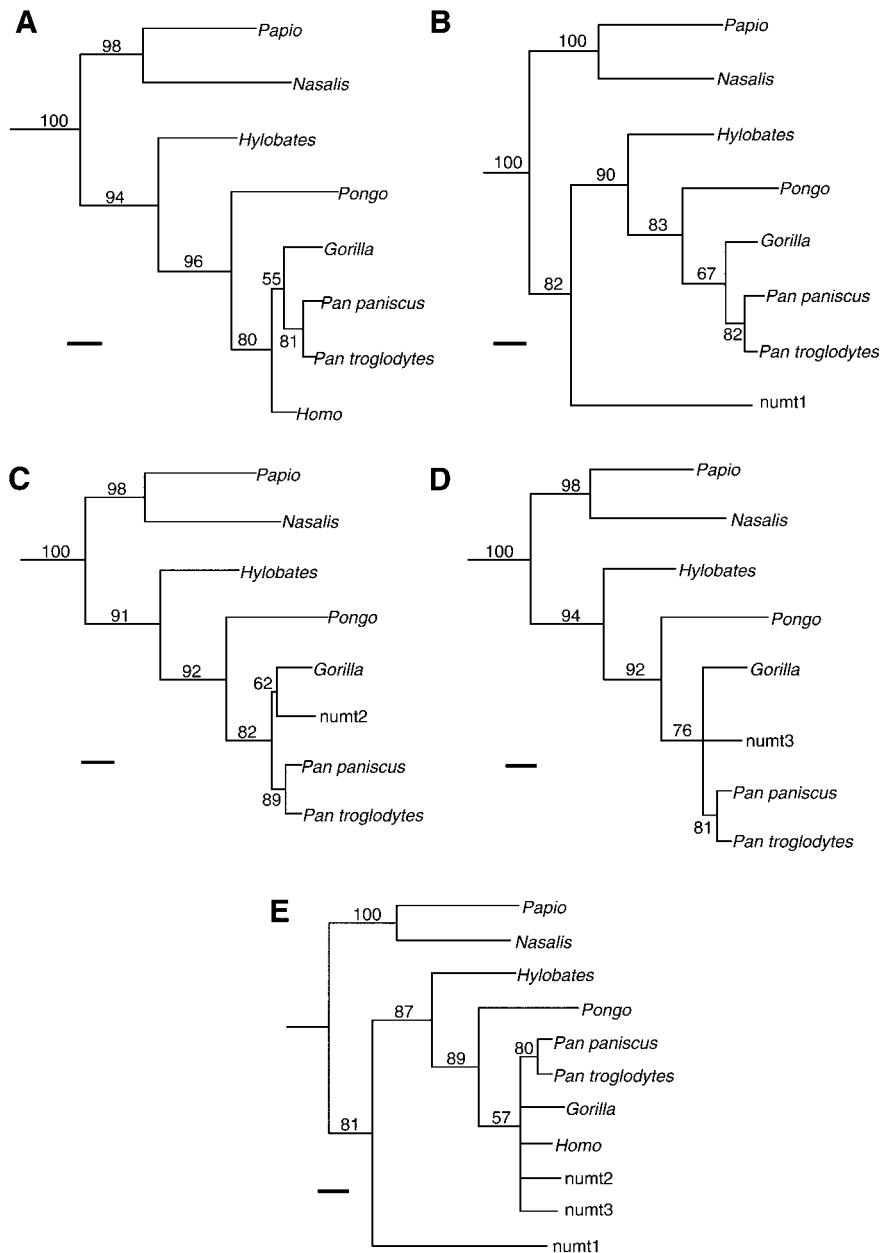 A
98
Papio
Nasalis
100
Hylobates
94
Pongo
96
Gorilla
55
Pan paniscus
80
81
Pan troglodytes
Homo
B
100
Papio
Nasalis
100
Hylobates
90
Pongo
83
Gorilla
67
82
Pan paniscus
82
Pan troglodytes
numt1
C
98
Papio
Nasalis
100
Hylobates
91
Pongo
92
Gorilla
62
numt2
82
Pan paniscus
89
Pan troglodytes
D
98
Papio
Nasalis
100
Hylobates
94
Pongo
92
Gorilla
76
numt3
Pan paniscus
81
Pan troglodytes
E
100
Papio
Nasalis
Hylobates
87
Pongo
80
Pan paniscus
89
Pan troglodytes
Gorilla
57
81
Homo
numt2
numt3
numt1